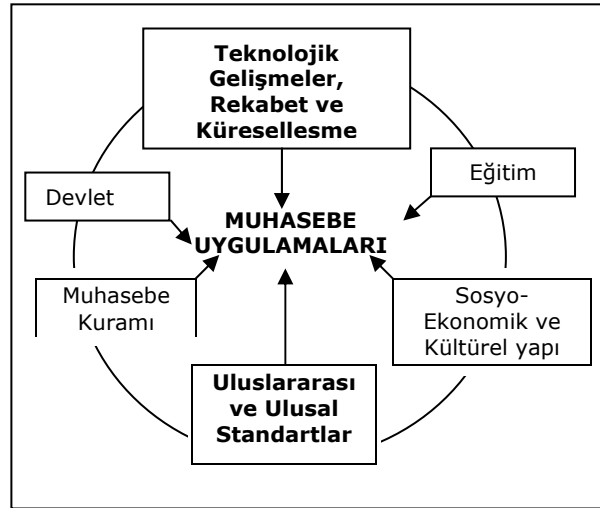 Teknolojik
Gelişmeler,
Rekabet ve
Küresellesme
Devlet
Eğitim
MUHASEBE
UYGULAMALARI
Muhasebe
Kuramı
Sosyo-
Ekonomik ve
Kültürel yapı
Uluslararası
ve Ulusal
Standartlar